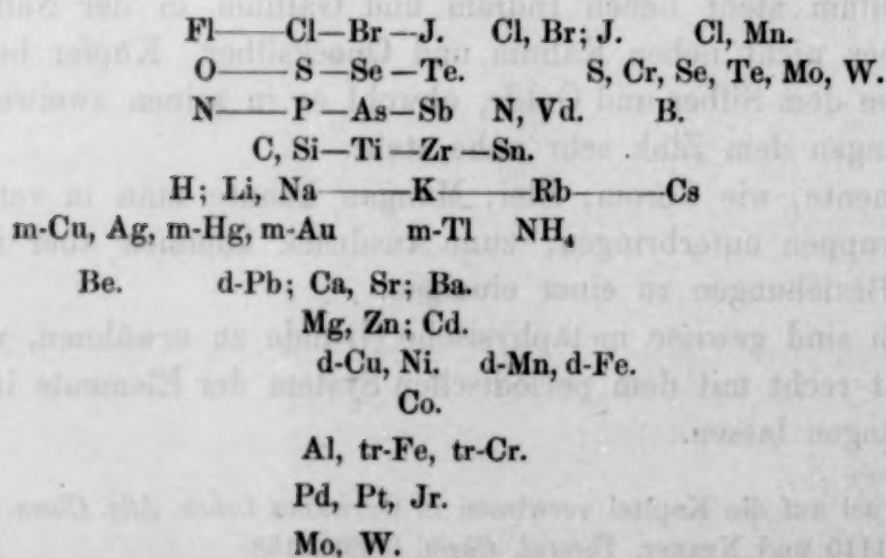 Fl——Cl—Br—J. Cl, Br; J. Cl, Mn.
O——S—Se—Te. S, Cr, Se, Te, Mo, W.
N——P—As—Sb N, Vd. B.
C, Si—Ti—Zr—Sn.
H; Li, Na——K——Rb——Cs
m-Cu, Ag, m-Hg, m-Au m-Tl NH₄
Be. d-Pb; Ca, Sr; Ba.
Mg, Zn; Cd.
d-Cu, Ni. d-Mn, d-Fe.
Co.
Al, tr-Fe, tr-Cr.
Pd, Pt, Jr.
Mo, W.